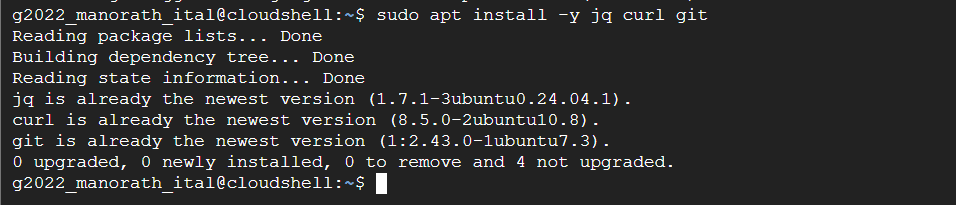 g2022_manorath_ital@cloudshell:~$ sudo apt install -y jq curl git
Reading package lists... Done
Building dependency tree... Done
Reading state information... Done
jq is already the newest version (1.7.1-3ubuntu0.24.04.1).
curl is already the newest version (8.5.0-2ubuntu10.8).
git is already the newest version (1:2.43.0-1ubuntu7.3).
0 upgraded, 0 newly installed, 0 to remove and 4 not upgraded.
g2022_manorath_ital@cloudshell:~$